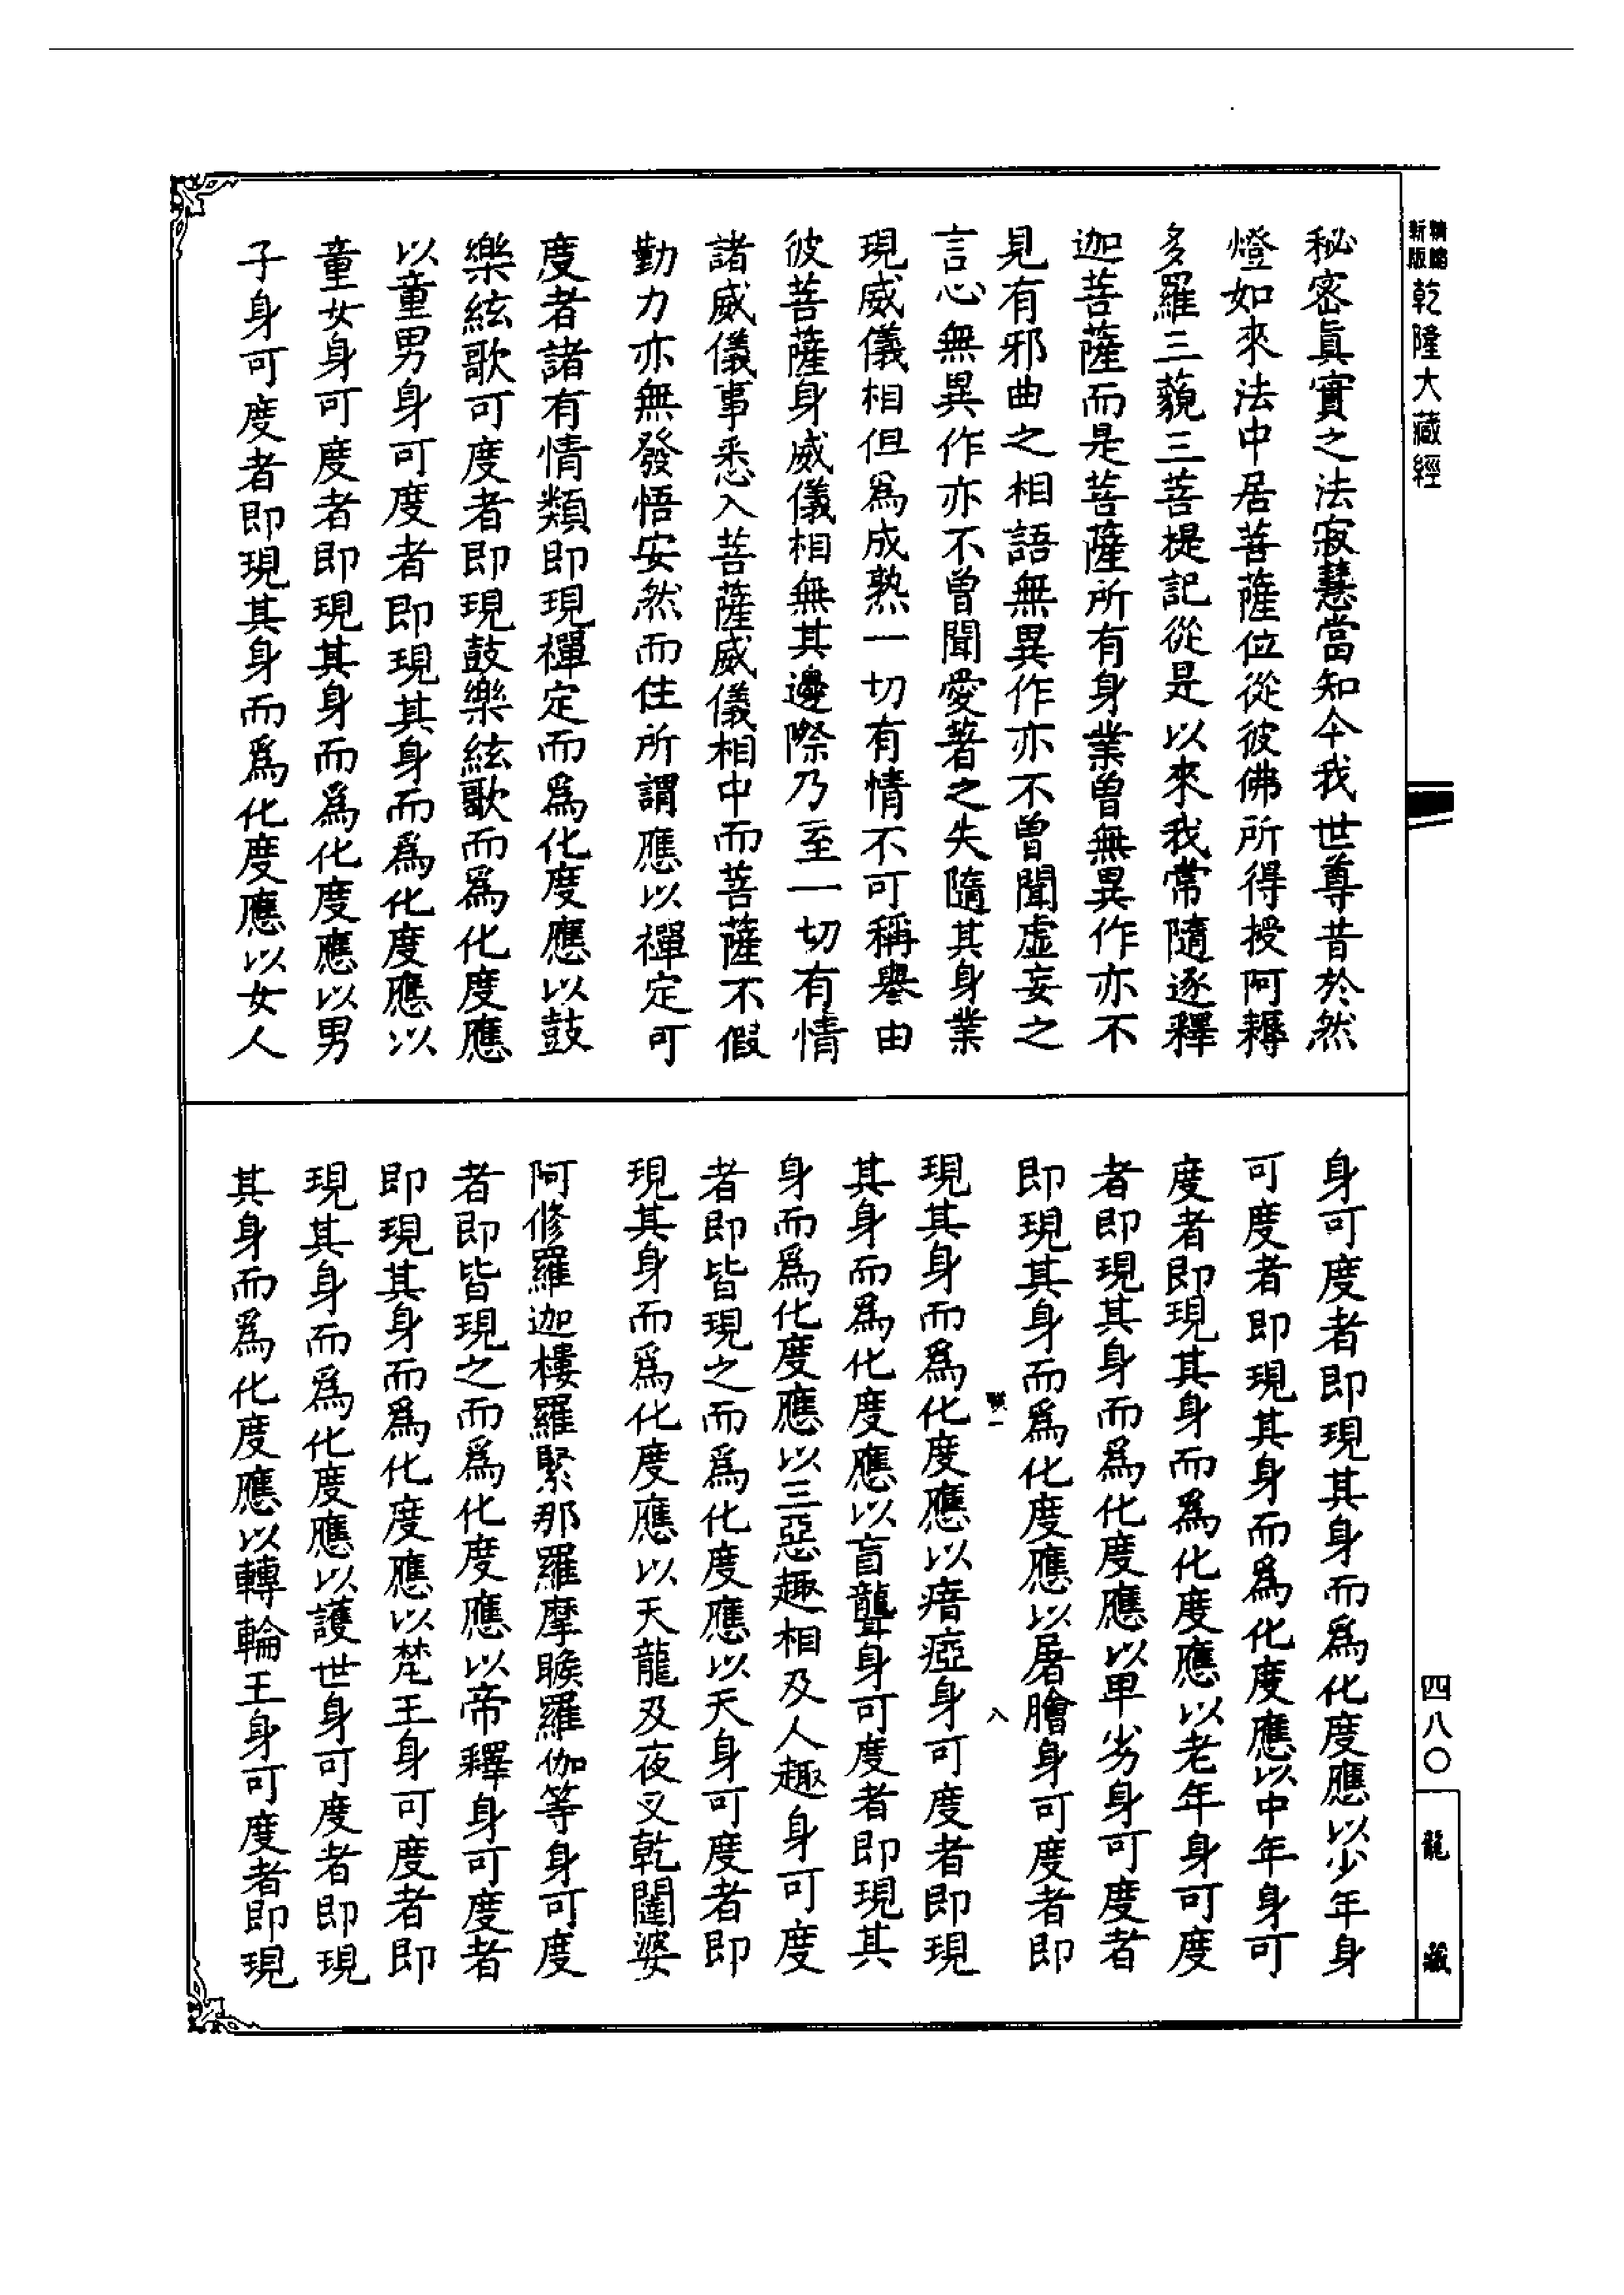 新版
乾隆大藏經
秘密眞實之法寂慧當知今我世尊昔於然
燈如來法中居菩薩位從彼佛所得授阿耨
多羅三藐三菩提記從是以來我常隨逐釋
迦菩薩而是菩薩所有身業曾無異作亦不
見有邪曲之相語無異作亦不曾聞虛妄之
言心無異作亦不曾聞愛著之失隨其身業
現威儀相但爲成熟一切有情不可稱舉由
彼菩薩身威儀相無其邊際乃至一切有情
諸威儀事悉入菩薩威儀相中而菩薩不假
勤力亦無發悟安然而住所謂應以禪定可
度者諸有情類即現禪定而爲化度應以鼓
樂絃歌可度者即現鼓樂絃歌而爲化度應
以童男身可度者即現其身而爲化度應以
童女身可度者即現其身而爲化度應以男
子身可度者即現其身而爲化度應以女人
身可度者即現其身而爲化度應以少年身
可度者即現其身而爲化度應以中年身可
度者即現其身而爲化度應以老年身可度
者即現其身而爲化度應以卑劣身可度者
即現其身而爲化度應以屠膾身可度者即
現其身而爲化度應以瘖瘂身可度者即現
其身而爲化度應以盲聾身可度者即現其
身而爲化度應以三惡趣相及人趣身可度
者即皆現之而爲化度應以天身可度者即
現其身而爲化度應以天龍及夜叉乾闥婆
阿修羅迦樓羅緊那羅摩睺羅伽等身可度
者即皆現之而爲化度應以帝釋身可度者
即現其身而爲化度應以梵王身可度者即
現其身而爲化度應以護世身可度者即現
其身而爲化度應以轉輪王身可度者即現
八
四八〇
龍藏